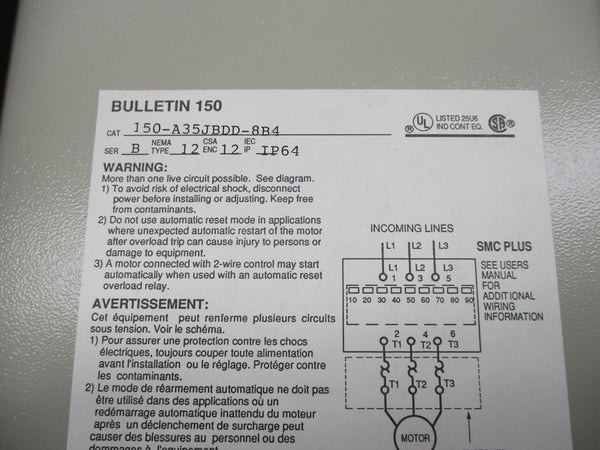 BULLETIN 150
CAT 150-A35JBDD-8B4
SER B NEMA TYPE 12 CSA ENC 12 IEC IP IP64
® UL LISTED 25U6 IND CONT EQ. SA ®
WARNING:
More than one live circuit possible. See diagram.
1) To avoid risk of electrical shock, disconnect
power before installing or adjusting. Keep free
from contaminants.
2) Do not use automatic reset mode in applications
where unexpected automatic restart of the motor
after overload trip can cause injury to persons or
damage to equipment.
3) A motor connected with 2-wire control may start
automatically when used with an automatic reset
overload relay.
AVERTISSEMENT:
Cet équipement peut renferme plusieurs circuits
sous tension. Voir le schéma.
1) Pour assurer une protection contre les chocs
électriques, toujours couper toute alimentation
avant l'installation ou le réglage. Protéger contre
les contaminants.
2) Le mode de réarmement automatique ne doit pas
être utilisé dans des applications où un
redémarrage automatique inattendu du moteur
après un déclenchement de surcharge peut
causer des blessures au personnel ou des
dommages à l'équipement.
INCOMING LINES
L1 L2 L3
L1 L2 L3
1 3 5
10 20 30 40 50 60 70 80 90
2 4 6
T1 T2 T3
T1 T2 T3
MOTOR
SMC PLUS
SEE USERS
MANUAL
FOR
ADDITIONAL
WIRING
INFORMATION